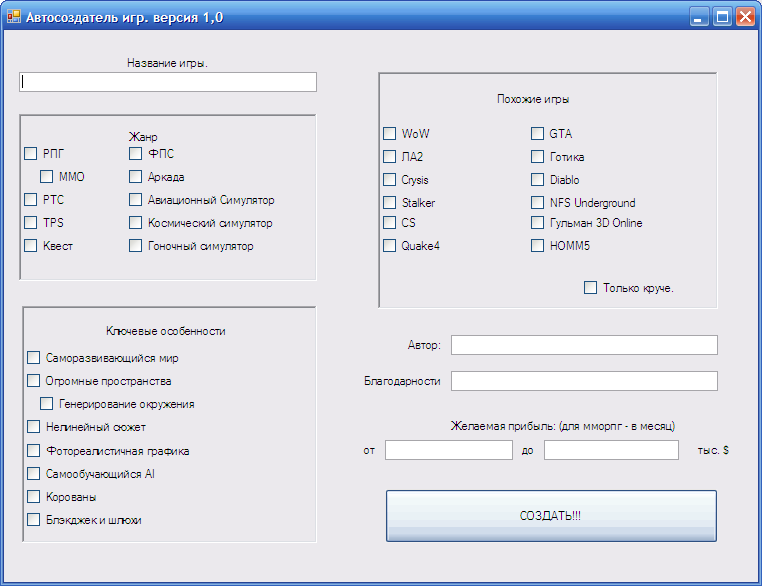 Автосоздатель игр. версия 1,0
Название игры.
Жанр
РПГ
ФПС
ММО
Аркада
РТС
Авиационный Симулятор
TPS
Космический симулятор
Квест
Гоночный симулятор
Похожие игры
WoW
GTA
ЛА2
Готика
Crysis
Diablo
Stalker
NFS Underground
CS
Гульман 3D Online
Quake4
HOMM5
Только круче.
Ключевые особенности
Саморазвивающийся мир
Огромные пространства
Генерирование окружения
Нелинейный сюжет
Фотореалистичная графика
Самообучающийся AI
Корованы
Блэкджек и шлюхи
Автор:
Благодарности
Желаемая прибыль: (для мморпг - в месяц)
от до тыс. $
СОЗДАТЬ!!!